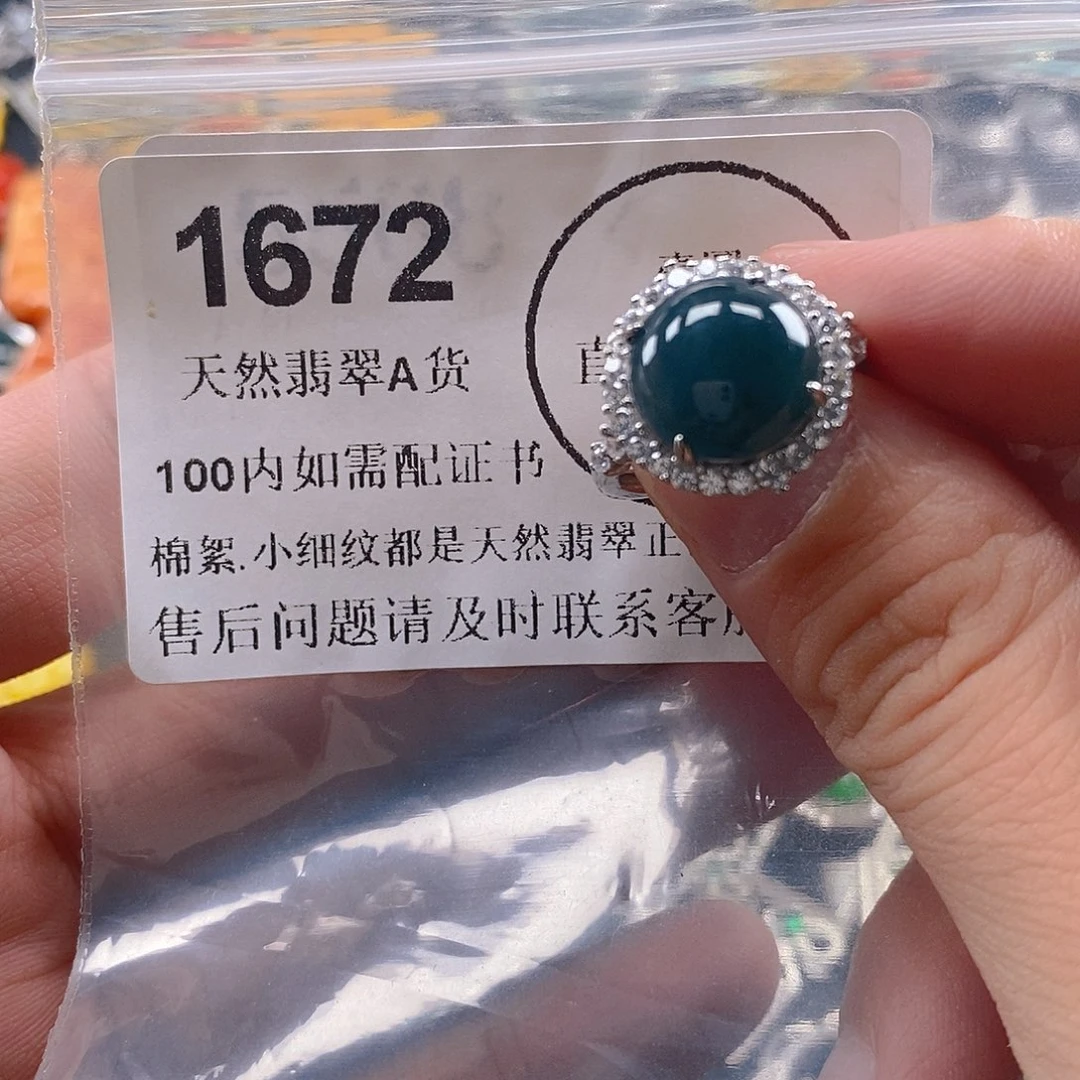 1672
天然翡翠A货
100内如需配证书
棉絮.小细纹都是天然翡翠正
售后问题请及时联系客